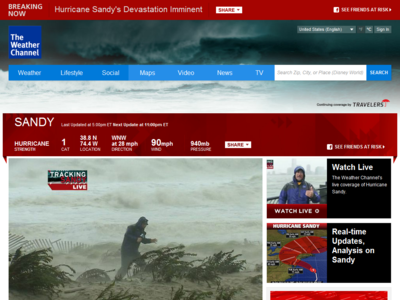 BREAKING NOW
Hurricane Sandy's Devastation Imminent
SHARE
SEE FRIENDS AT RISK
The Weather Channel
United States (English)
°F
°C
Sign In
Weather
Lifestyle
Social
Maps
Video
News
TV
Search Zip, City, or Place (Disney World)
SEARCH
Continuing coverage by TRAVELERS
SANDY
Last Updated at 5:00pm ET Next Update at 11:00pm ET
SHARE
HURRICANE
STRENGTH
1
CAT
38.8 N
74.4 W
LOCATION
WNW
at 28 mph
DIRECTION
90mph
WIND
940mb
PRESSURE
SEE FRIENDS AT RISK
TRACKING
SANDY
LIVE
WATCH LIVE
Watch Live
The Weather Channel's
live coverage of Hurricane
Sandy
HURRICANE SANDY
Real-time
Updates,
Analysis on
Sandy